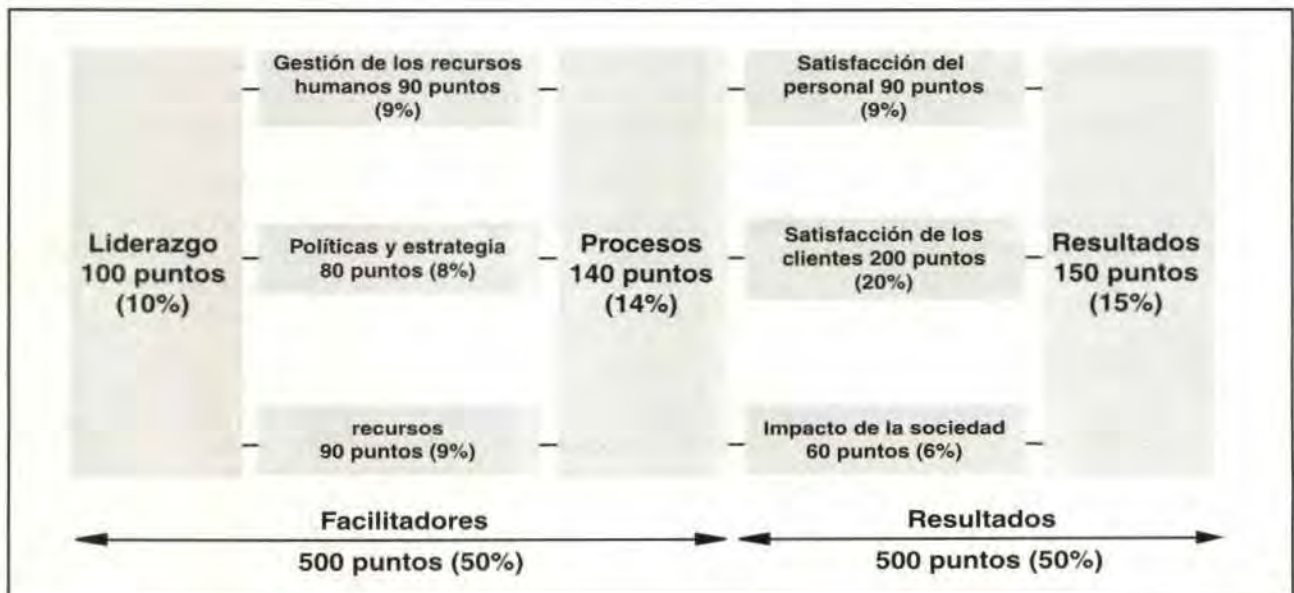 Gestión de los recursos
humanos 90 puntos
(9%)
Satisfacción del
personal 90 puntos
(9%)
Liderazgo
100 puntos
(10%)
Políticas y estrategia
80 puntos (8%)
Procesos
140 puntos
(14%)
Satisfacción de los
clientes 200 puntos
(20%)
Resultados
150 puntos
(15%)
recursos
90 puntos (9%)
Impacto de la sociedad
60 puntos (6%)
Facilitadores
500 puntos (50%)
Resultados
500 puntos (50%)